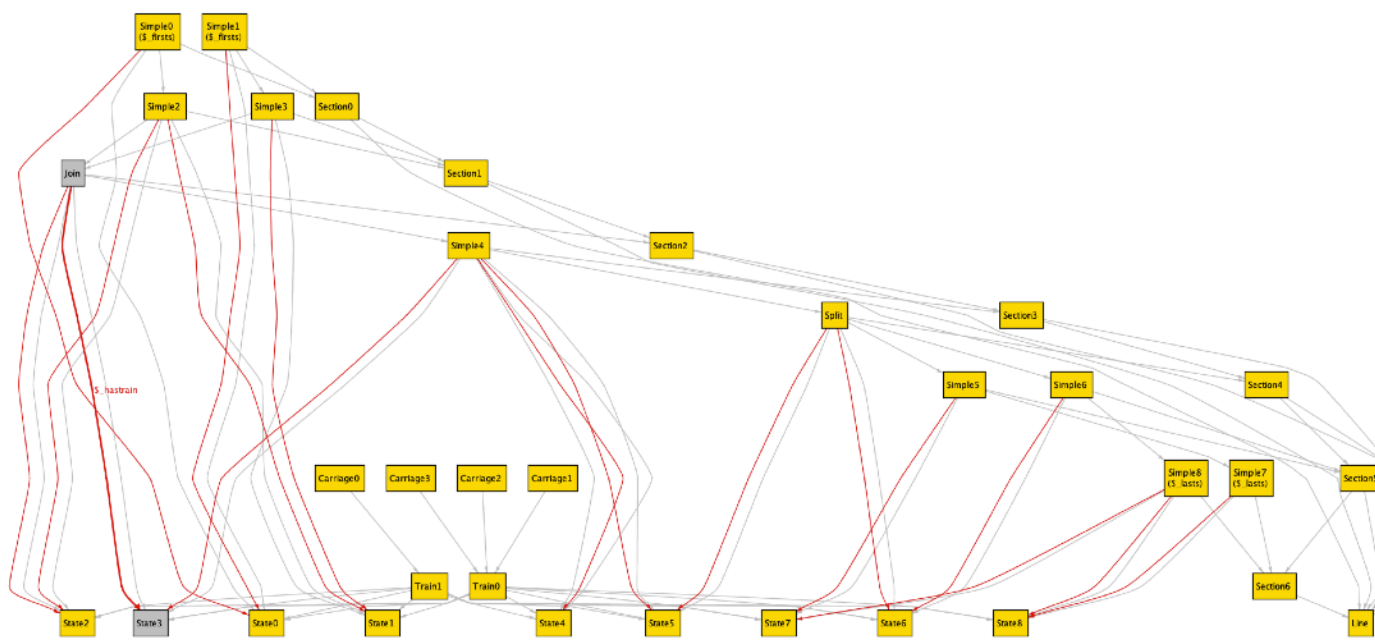 Simple0
($_firsts)
Simple1
($_firsts)
Simple2
Simple3
Section0
Join
Section1
Simple4
Section2
Split
Section3
$_hastrain
Simple5
Simple6
Section4
Carriage0
Carriage3
Carriage2
Carriage1
Simple8
($_lasts)
Simple7
($_lasts)
Section5
Train1
Train0
Section6
State2
State3
State0
State1
State4
State5
State7
State6
State8
Line